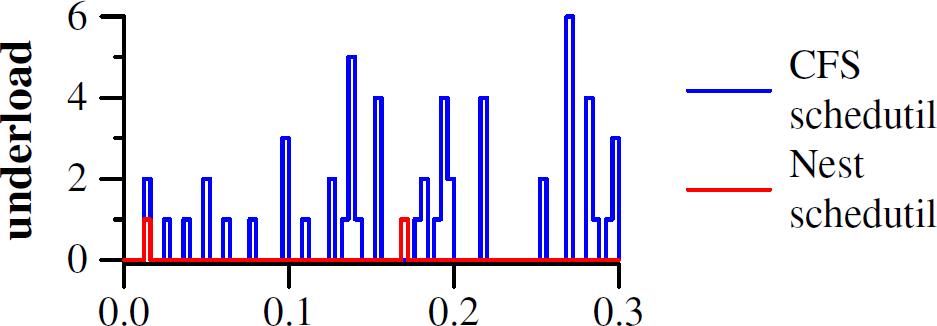 6
4
2
0
underload
0.0 0.1 0.2 0.3
CFS
schedutil
Nest
schedutil